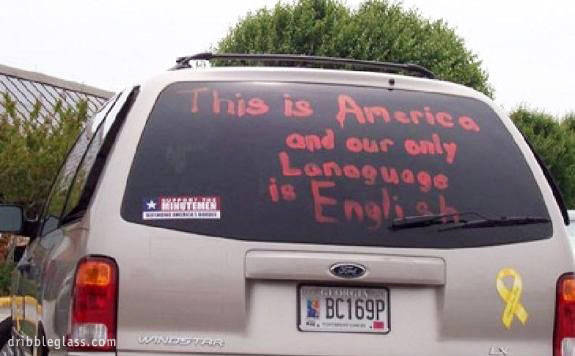 This is America
and our only
Lanaguage
is English
SUPPORT THE
MINUTEMEN
DEFENDING AMERICA'S BORDERS
Ford
GEORGIA
BC169P
WINDSTAR
LX
dribbleglass.com